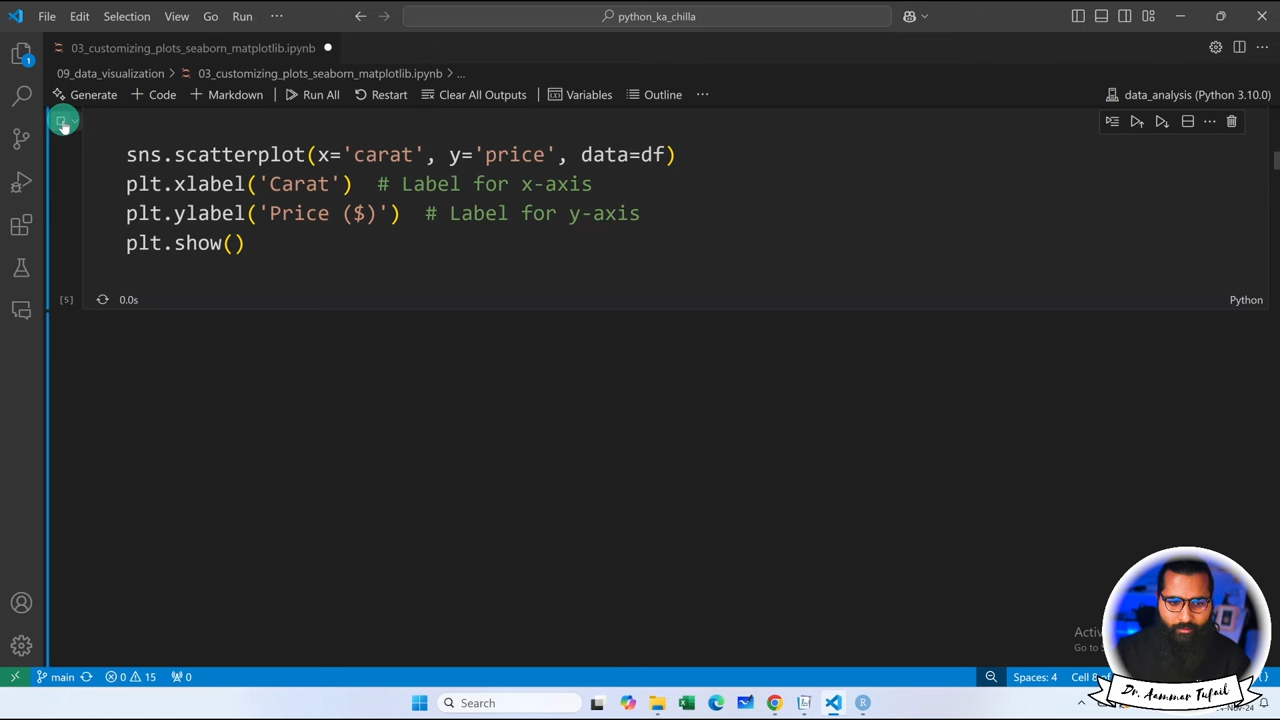 File Edit Selection View Go Run ···
python_ka_chilla
03_customizing_plots_seaborn_matplotlib.ipynb
09_data_visualization > 03_customizing_plots_seaborn_matplotlib.ipynb > ...
Generate + Code + Markdown Run All Restart Clear All Outputs Variables Outline ··· data_analysis (Python 3.10.0)
sns.scatterplot(x='carat', y='price', data=df)
plt.xlabel('Carat')  # Label for x-axis
plt.ylabel('Price ($)')  # Label for y-axis
plt.show()
[5] 0.0s Python
1
Dr. Aammar Tufail
main 0 15 0 Spaces: 4
Search